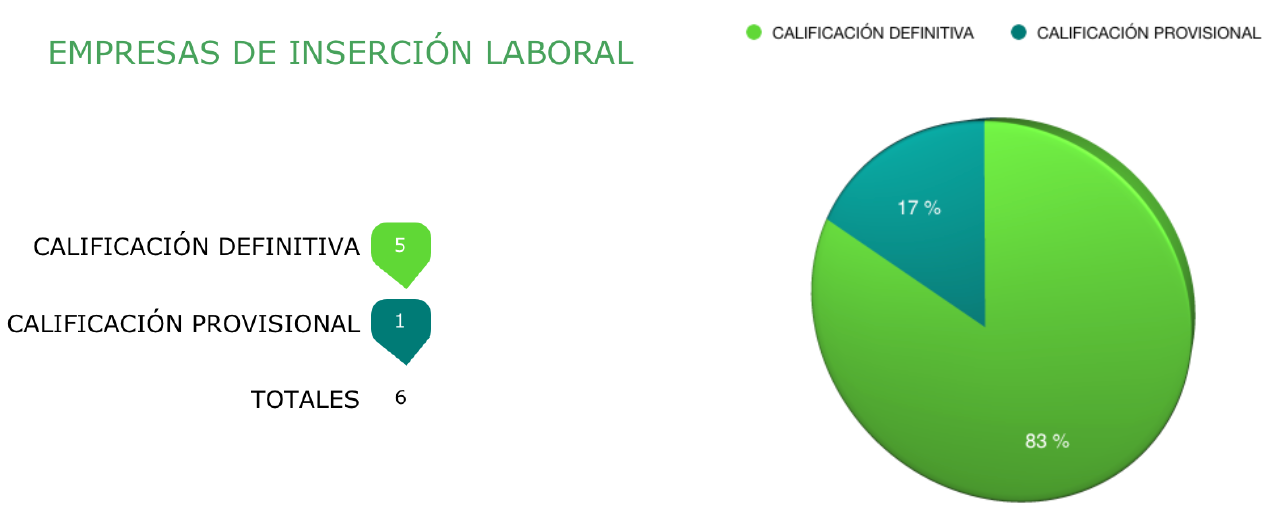 EMPRESAS DE INSERCIÓN LABORAL
CALIFICACIÓN DEFINITIVA 5
CALIFICACIÓN PROVISIONAL 1
TOTALES 6
CALIFICACIÓN DEFINITIVA CALIFICACIÓN PROVISIONAL
17 %
83 %